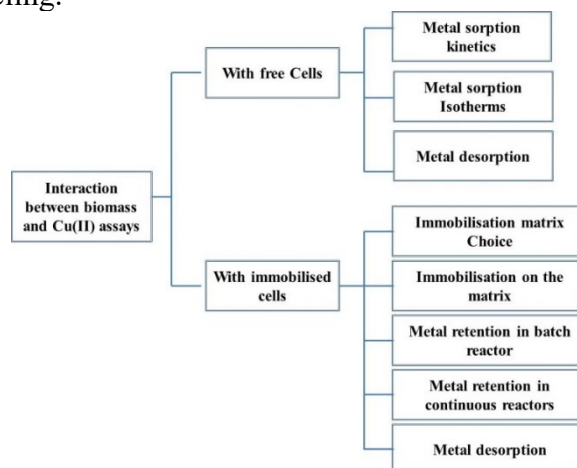 Metal sorption
kinetics
With free Cells
Metal sorption
Isotherms
Metal desorption
Interaction
between biomass
and Cu(II) assays
Immobilisation matrix
Choice
With immobilised
cells
Immobilisation on the
matrix
Metal retention in batch
reactor
Metal retention in
continuous reactors
Metal desorption